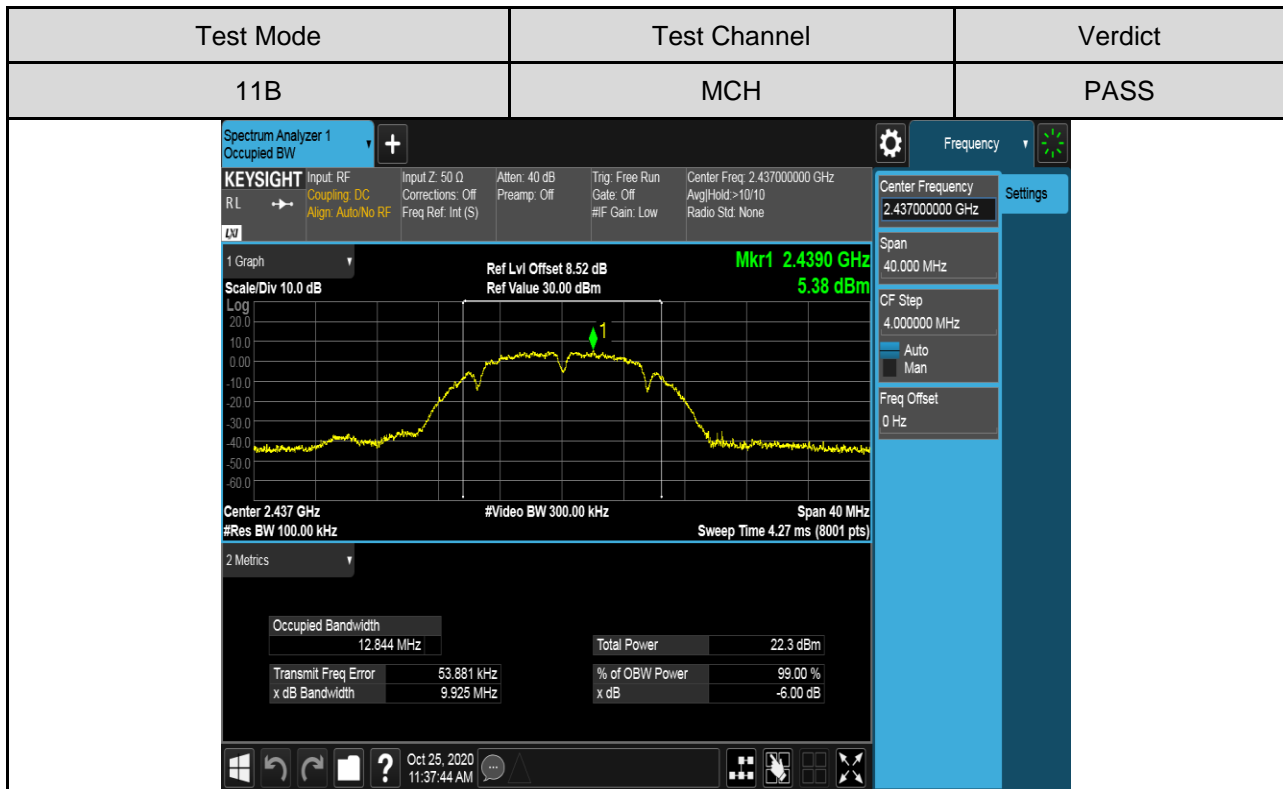 Test Mode Test Channel Verdict
11B MCH PASS
Spectrum Analyzer 1
Occupied BW
+
Frequency
KEYSIGHT Input: RF Input Z: 50 Ω Atten: 40 dB Trig: Free Run Center Freq: 2.437000000 GHz
RL Coupling: DC Corrections: Off Preamp: Off Gate: Off Avg|Hold:>10/10
Align: Auto/No RF Freq Ref: Int (S) #IF Gain: Low Radio Std: None
LXI
Center Frequency
2.437000000 GHz
Settings
Span
40.000 MHz
CF Step
4.000000 MHz
Auto
Man
Freq Offset
0 Hz
1 Graph
Ref Lvl Offset 8.52 dB
Mkr1 2.4390 GHz
Scale/Div 10.0 dB
Ref Value 30.00 dBm
5.38 dBm
Log
20.0
10.0
0.00
-10.0
-20.0
-30.0
-40.0
-50.0
-60.0
1
Center 2.437 GHz #Video BW 300.00 kHz Span 40 MHz
#Res BW 100.00 kHz Sweep Time 4.27 ms (8001 pts)
2 Metrics
Occupied Bandwidth
12.844 MHz
Total Power 22.3 dBm
Transmit Freq Error 53.881 kHz % of OBW Power 99.00 %
x dB Bandwidth 9.925 MHz x dB -6.00 dB
?
Oct 25, 2020
11:37:44 AM